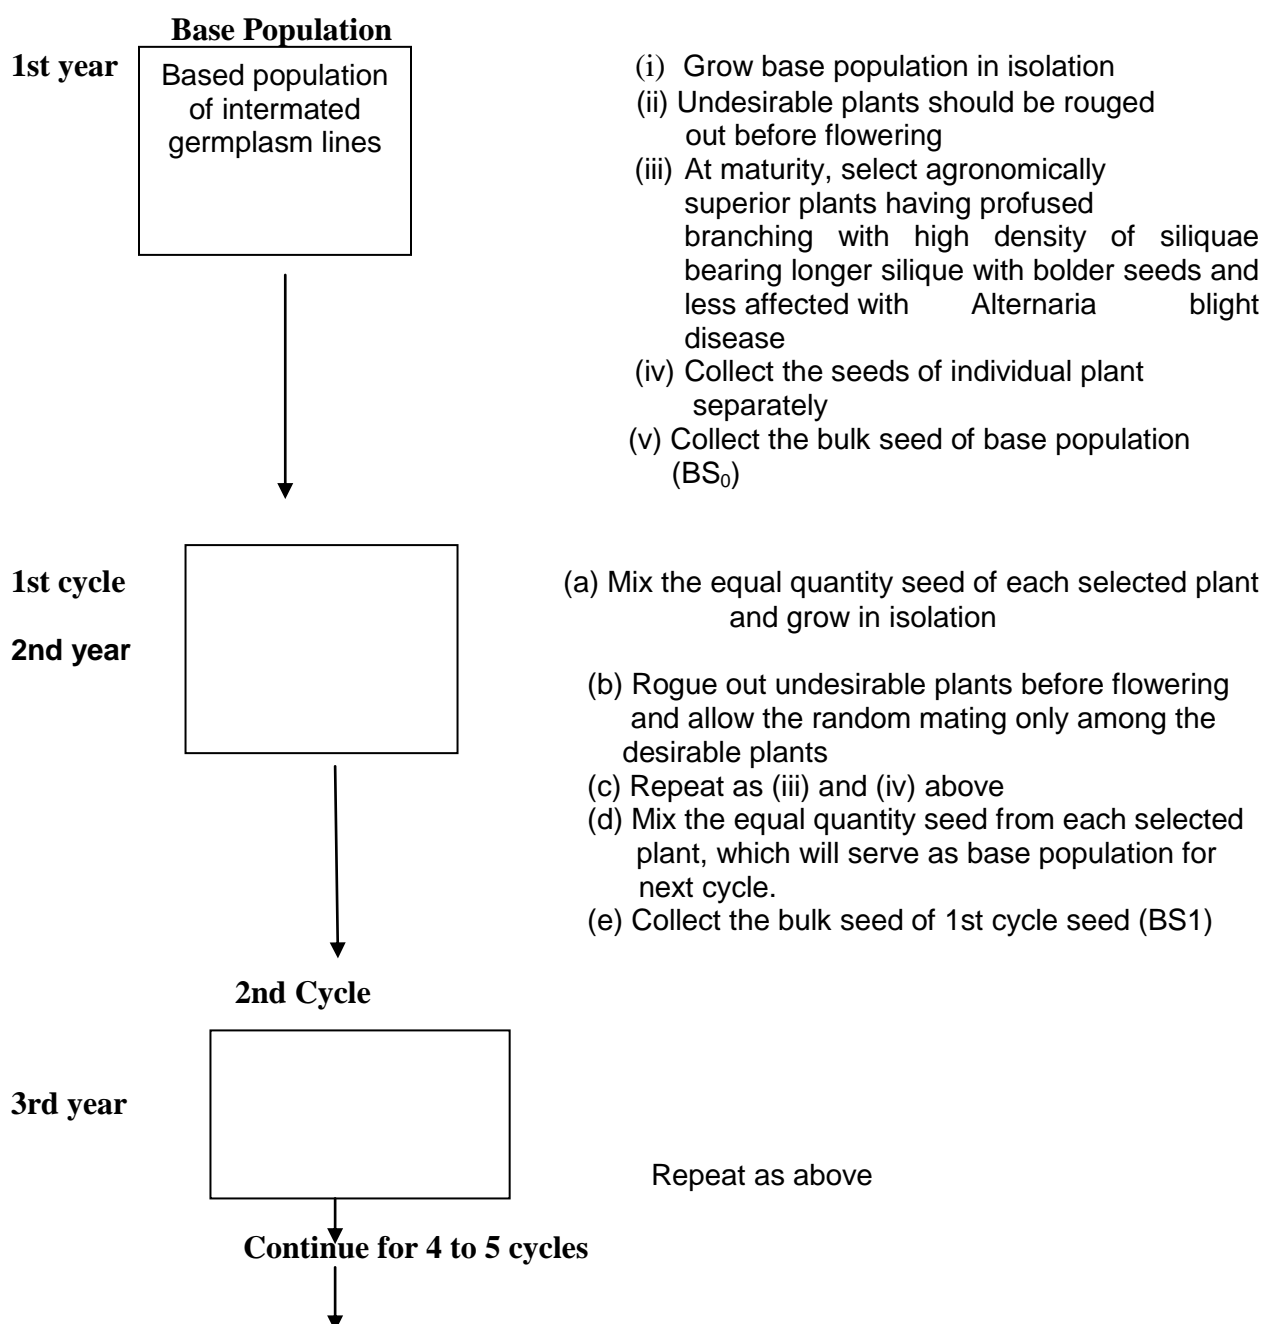 Base Population
1st year
Based population
of intermated
germplasm lines
(i) Grow base population in isolation
(ii) Undesirable plants should be rouged
out before flowering
(iii) At maturity, select agronomically
superior plants having profused
branching with high density of siliquae
bearing longer silique with bolder seeds and
less affected with Alternaria blight
disease
(iv) Collect the seeds of individual plant
separately
(v) Collect the bulk seed of base population
(BS₀)
1st cycle
2nd year
(a) Mix the equal quantity seed of each selected plant
and grow in isolation
(b) Rogue out undesirable plants before flowering
and allow the random mating only among the
desirable plants
(c) Repeat as (iii) and (iv) above
(d) Mix the equal quantity seed from each selected
plant, which will serve as base population for
next cycle.
(e) Collect the bulk seed of 1st cycle seed (BS1)
2nd Cycle
3rd year
Repeat as above
Continue for 4 to 5 cycles